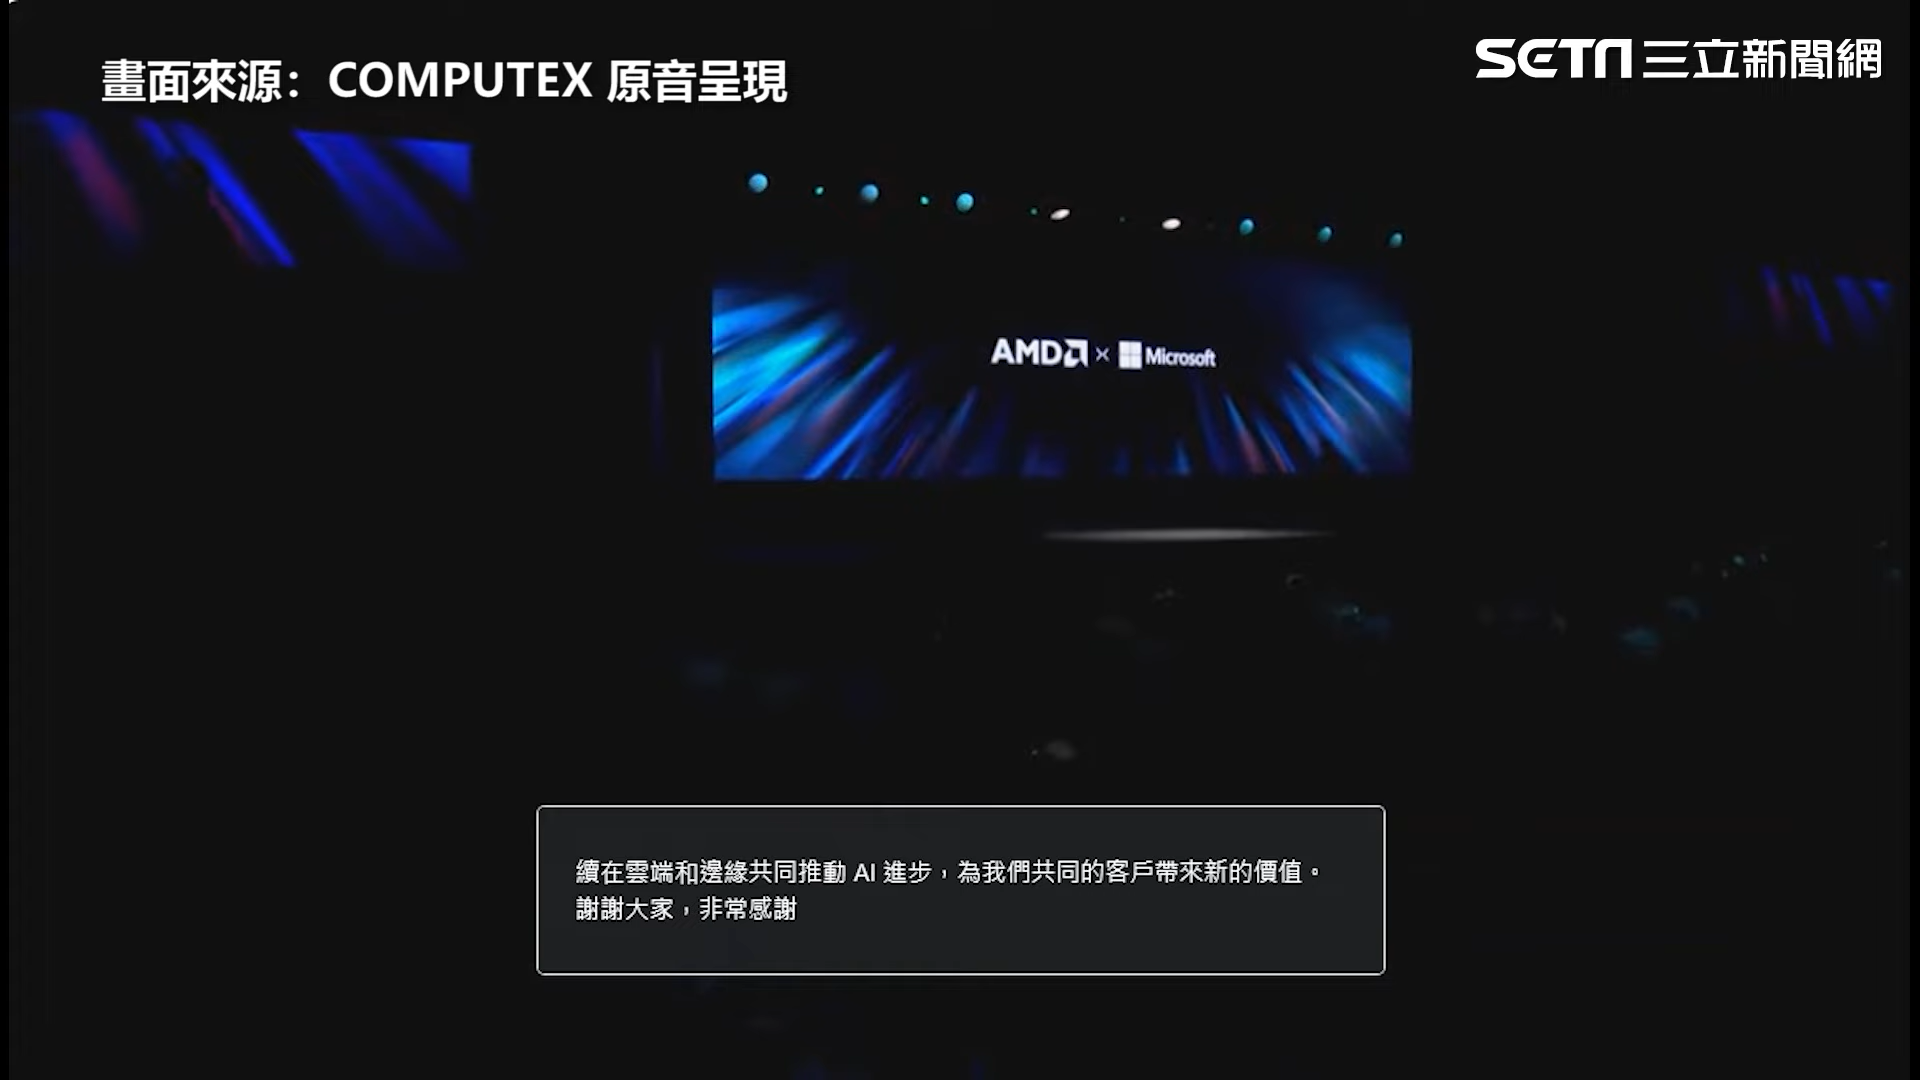 畫面來源：COMPUTEX 原音呈現
SETN三立新聞網
AMD × Microsoft
續在雲端和邊緣共同推動 AI 進步，為我們共同的客戶帶來新的價值。
謝謝大家，非常感謝